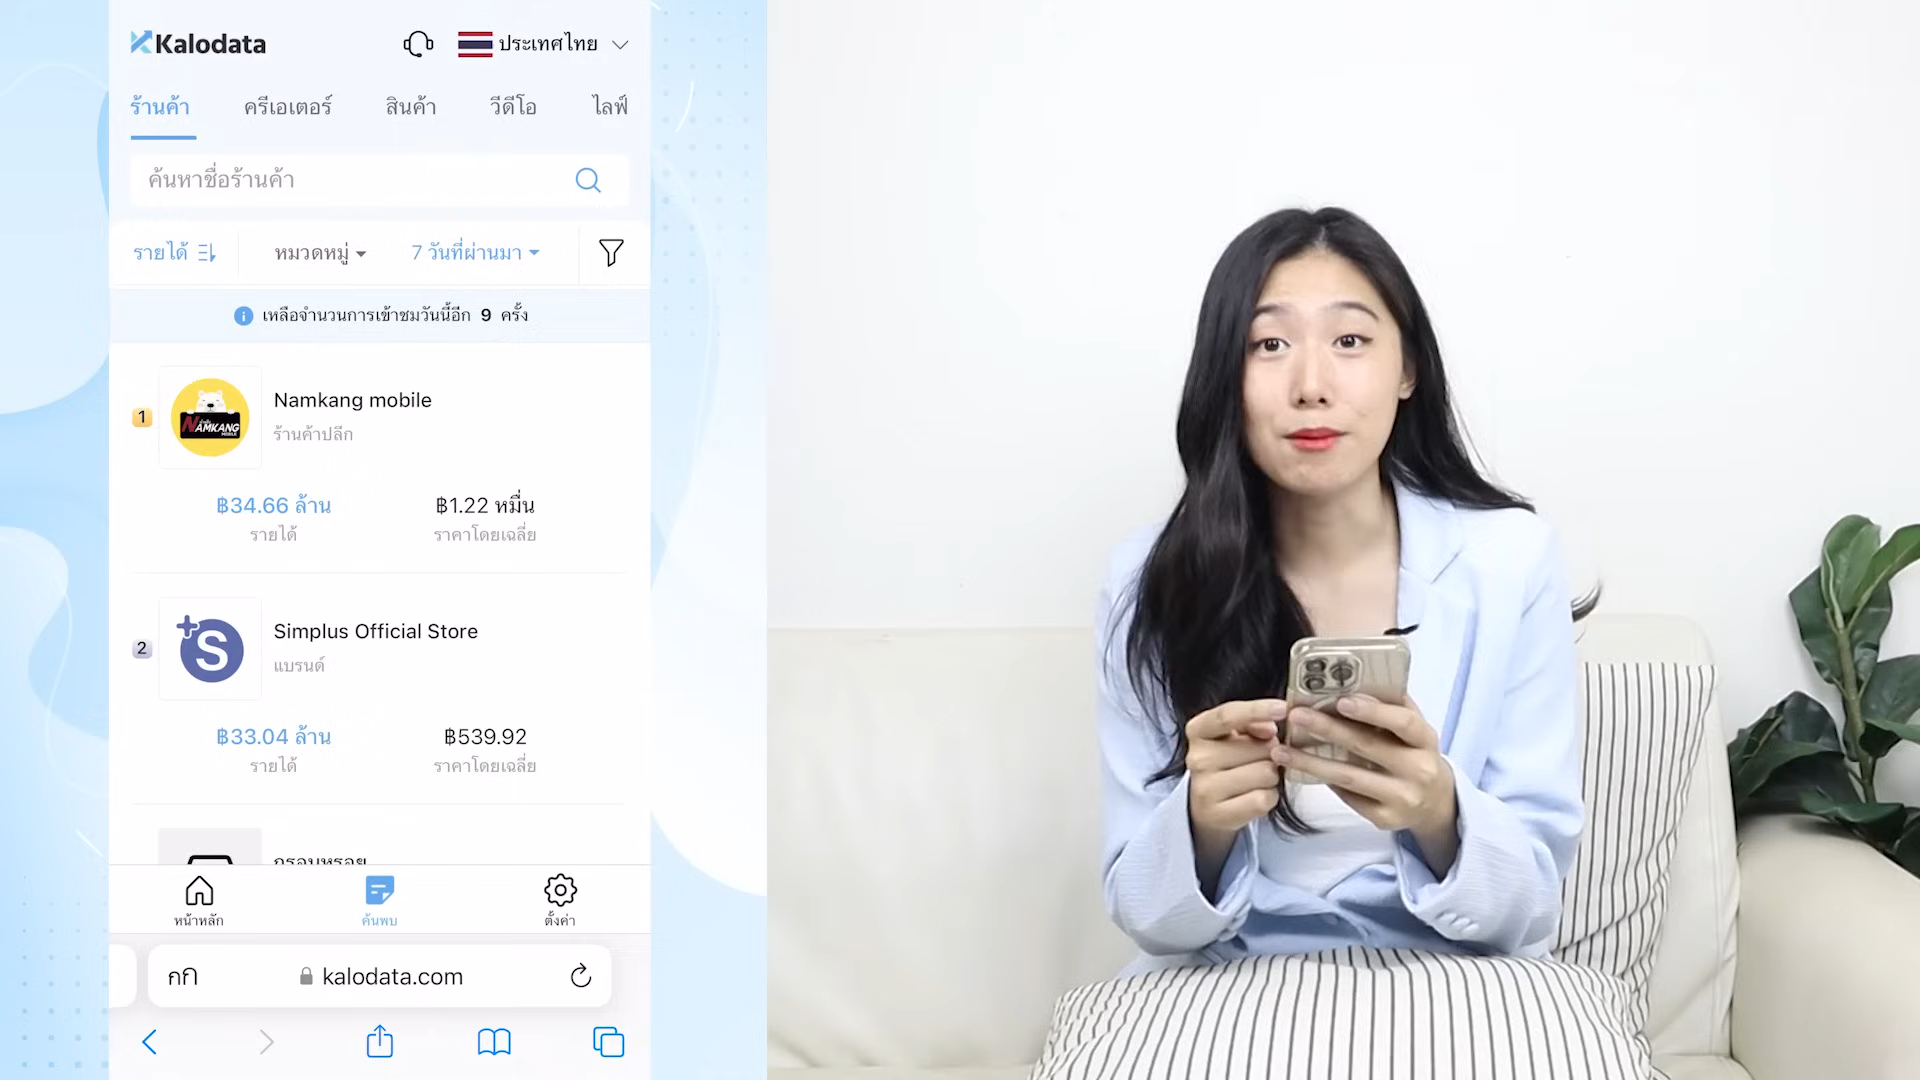 Kalodata
ประเทศไทย
ร้านค้า ครีเอเตอร์ สินค้า วีดีโอ ไลฟ์
ค้นหาชื่อร้านค้า
รายได้ หมวดหมู่ 7 วันที่ผ่านมา
เหลือจำนวนการเข้าชมวันนี้อีก 9 ครั้ง
1
NAMKANG
MOBILE
Namkang mobile
ร้านค้าปลีก
฿34.66 ล้าน ฿1.22 หมื่น
รายได้ ราคาโดยเฉลี่ย
2
S
Simplus Official Store
แบรนด์
฿33.04 ล้าน ฿539.92
รายได้ ราคาโดยเฉลี่ย
หน้าหลัก ค้นพบ ตั้งค่า
กก kalodata.com